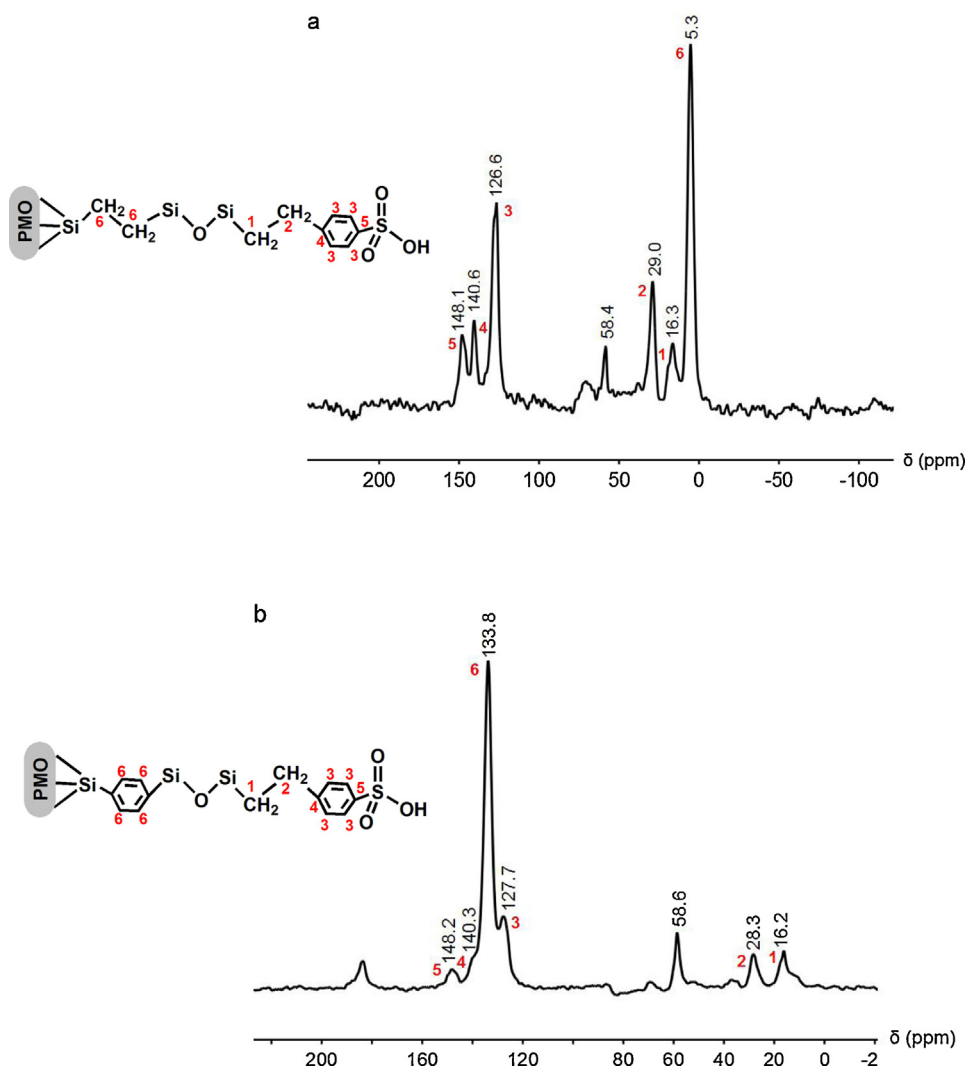 a
5.3
6
126.6
3
148.1
140.6
5
4
29.0
2
58.4
16.3
1
PMO
Si
CH2
6
6
CH2
Si
O
Si
1
CH2
2
CH2
3
3
4
5
3
3
S
O
O
OH
200
150
100
50
0
-50
-100
δ (ppm)
b
133.8
6
148.2
140.3
127.7
5
4
3
58.6
28.3
16.2
2
1
PMO
Si
6
6
6
6
Si
O
Si
1
CH2
2
CH2
3
3
4
5
3
3
S
O
O
OH
200
160
120
80
60
40
20
0
-2
δ (ppm)